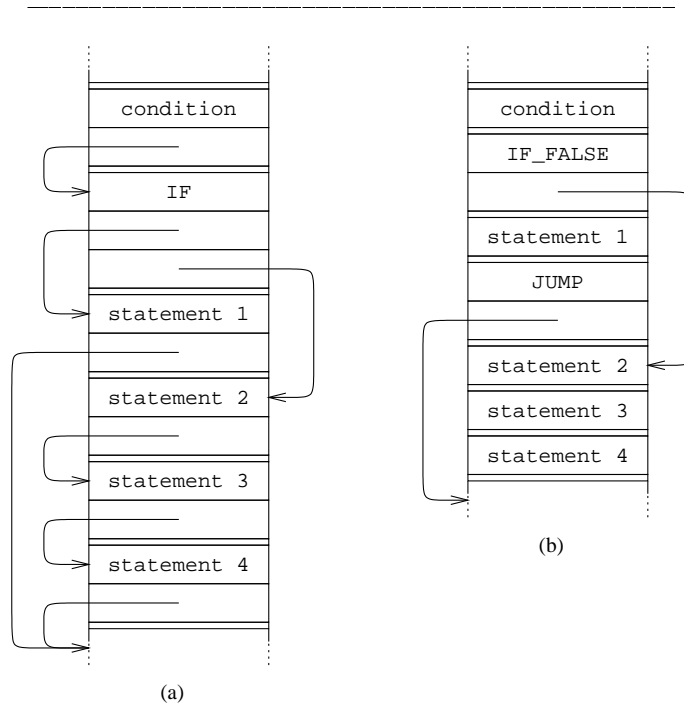 condition
IF
statement 1
statement 2
statement 3
statement 4
(a)
condition
IF_FALSE
statement 1
JUMP
statement 2
statement 3
statement 4
(b)